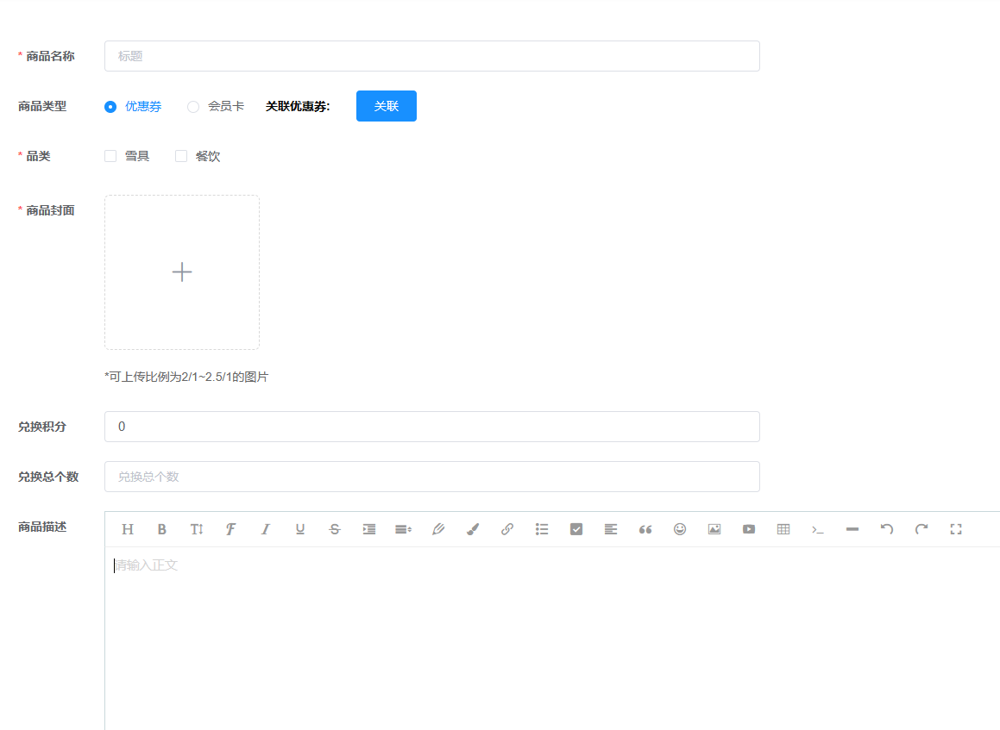 * 商品名称 标题
商品类型 优惠券 会员卡 关联优惠券: 关联
* 品类 雪具 餐饮
* 商品封面
*可上传比例为2/1~2.5/1的图片
兑换积分 0
兑换总个数 兑换总个数
商品描述
请输入正文